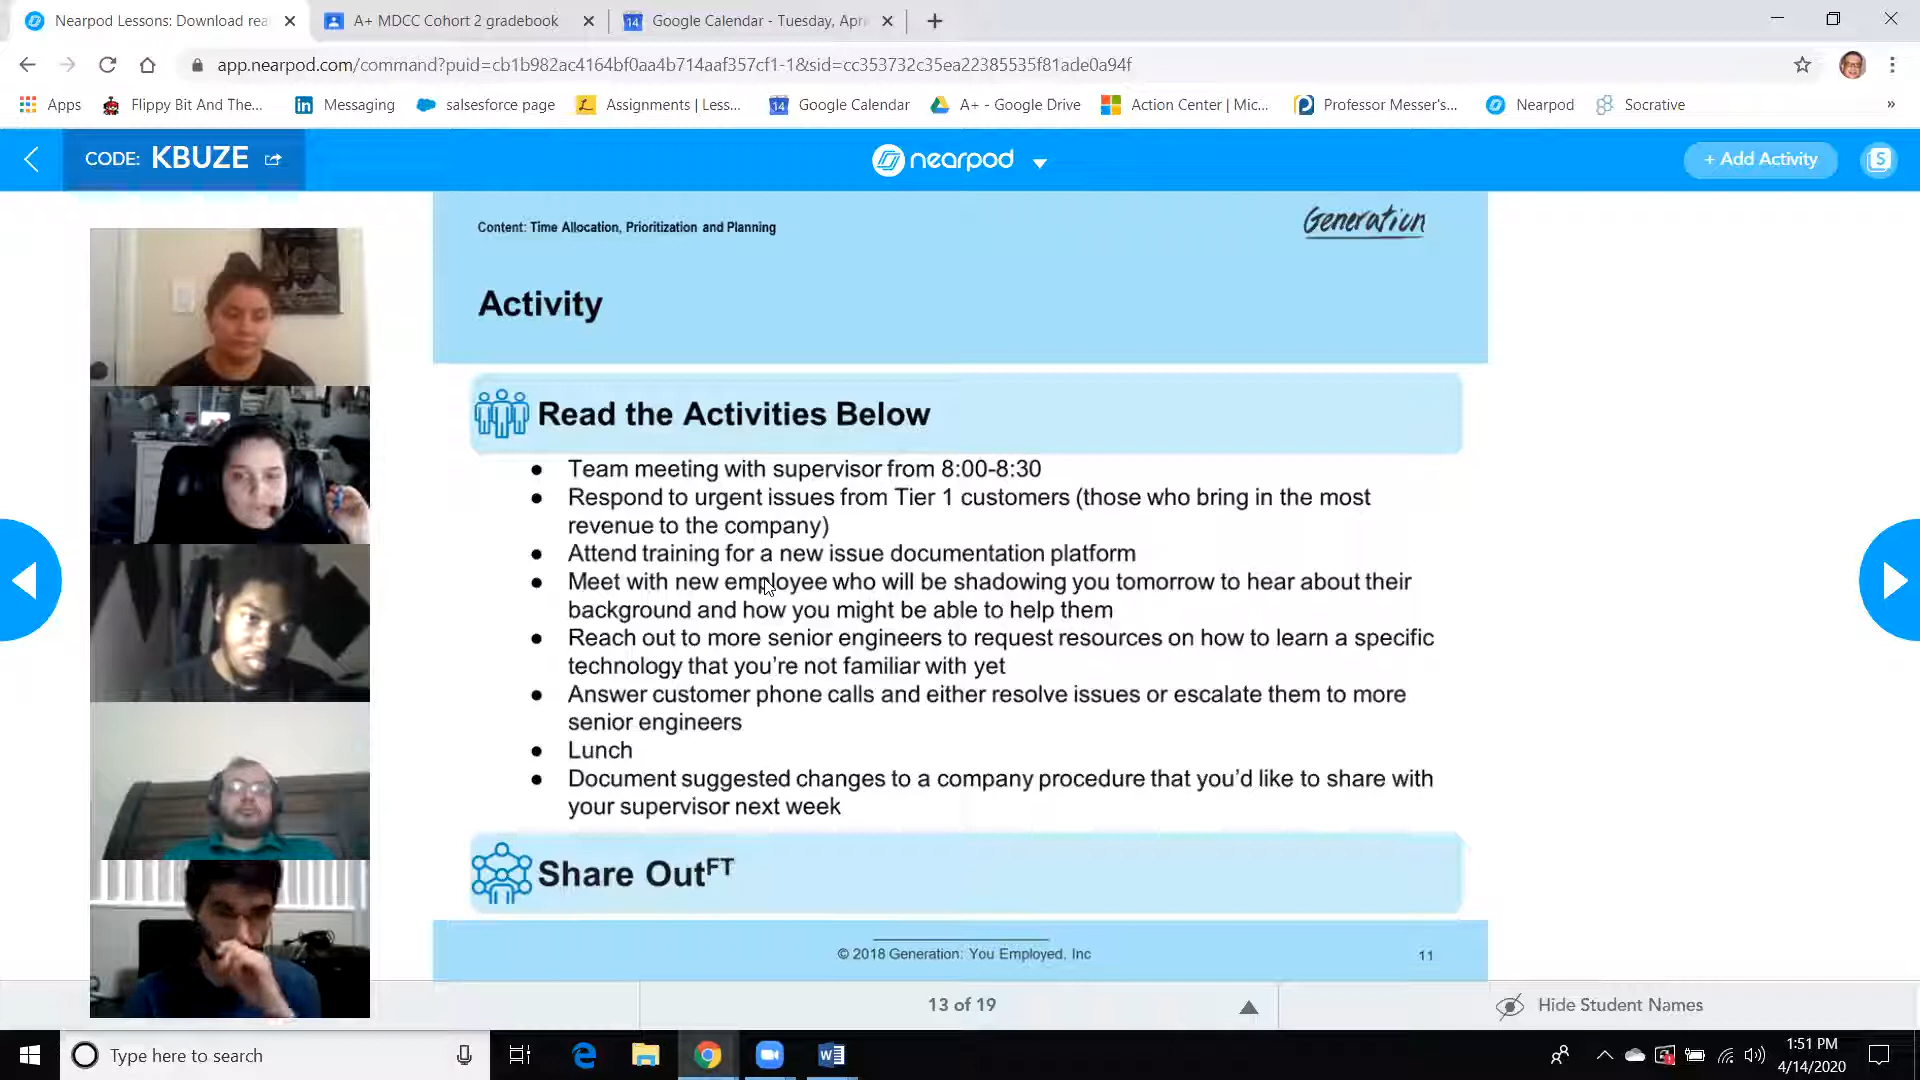 Nearpod Lessons: Download rea
A+ MDCC Cohort 2 gradebook
14 Google Calendar - Tuesday, Apri
app.nearpod.com/command?puid=cb1b982ac4164bf0aa4b714aaf357cf1-1&sid=cc353732c35ea22385535f81ade0a94f
Apps
Flippy Bit And The...
in Messaging
salsesforce page
Assignments | Less...
14 Google Calendar
A+ - Google Drive
Action Center | Mic...
Professor Messer's...
Nearpod
Socrative
»
CODE: KBUZE
nearpod
+ Add Activity
S
Content: Time Allocation, Prioritization and Planning
Generation
Activity
Read the Activities Below
● Team meeting with supervisor from 8:00-8:30
● Respond to urgent issues from Tier 1 customers (those who bring in the most
revenue to the company)
● Attend training for a new issue documentation platform
● Meet with new employee who will be shadowing you tomorrow to hear about their
background and how you might be able to help them
● Reach out to more senior engineers to request resources on how to learn a specific
technology that you're not familiar with yet
● Answer customer phone calls and either resolve issues or escalate them to more
senior engineers
● Lunch
● Document suggested changes to a company procedure that you'd like to share with
your supervisor next week
Share OutFT
© 2018 Generation: You Employed, Inc
11
13 of 19
Hide Student Names
Type here to search
1:51 PM
4/14/2020